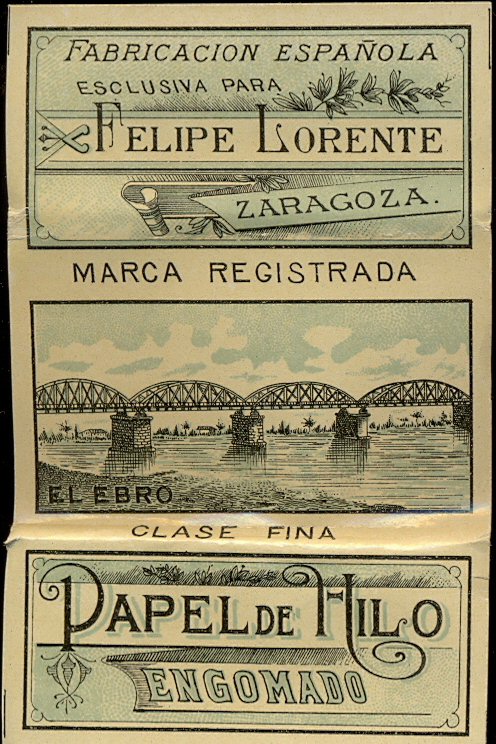 FABRICACION ESPAÑOLA
ESCLUSIVA PARA
FELIPE LORENTE
ZARAGOZA.
MARCA REGISTRADA
EL EBRO
CLASE FINA
PAPEL DE HILO
ENGOMADO